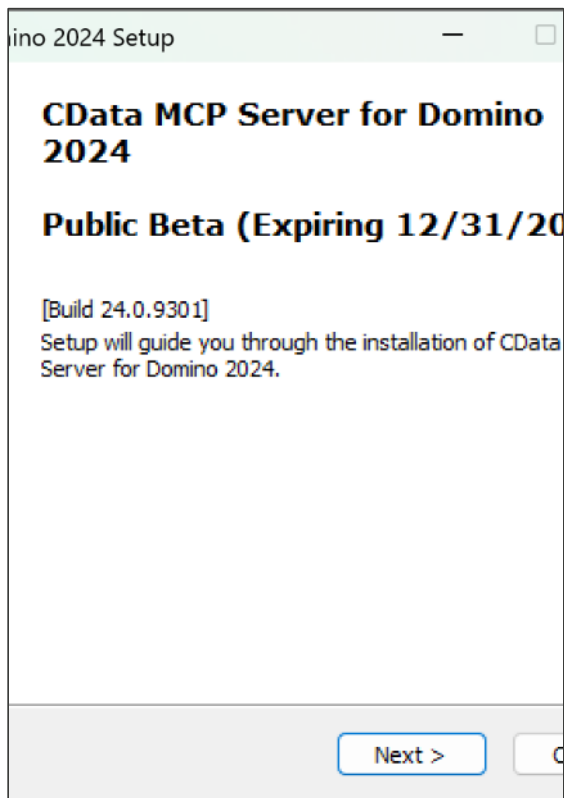 ino 2024 Setup
CData MCP Server for Domino
2024
Public Beta (Expiring 12/31/20
[Build 24.0.9301]
Setup will guide you through the installation of CData
Server for Domino 2024.
Next >
C